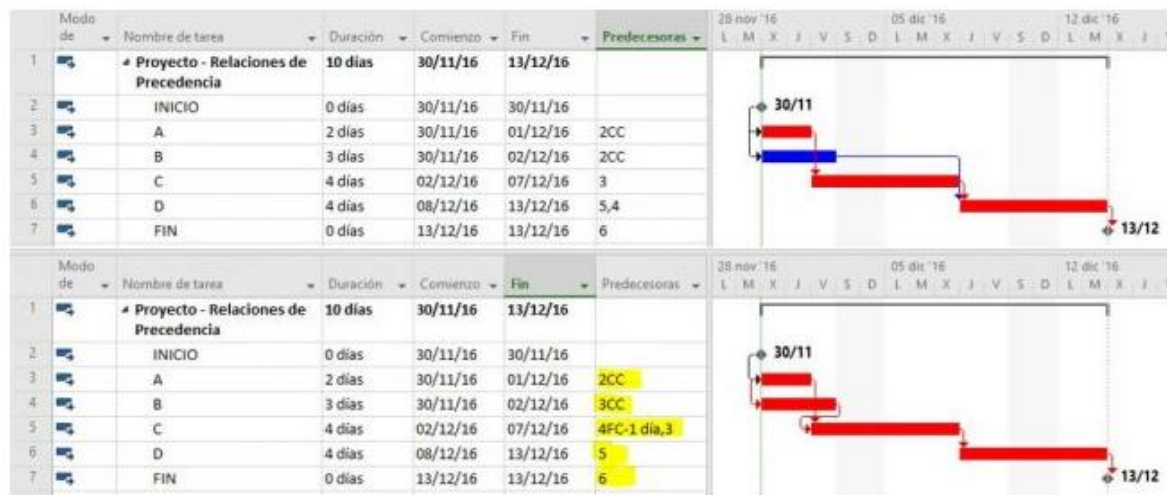 Modo de Nombre de tarea Duración Comienzo Fin Predecesoras 28 nov '16 05 dic '16 12 dic '16
L M X J V S D L M X J V S D L M X J
1 Proyecto - Relaciones de Precedencia 10 días 30/11/16 13/12/16
2 INICIO 0 días 30/11/16 30/11/16 30/11
3 A 2 días 30/11/16 01/12/16 2CC
4 B 3 días 30/11/16 02/12/16 2CC
5 C 4 días 02/12/16 07/12/16 3
6 D 4 días 08/12/16 13/12/16 5,4
7 FIN 0 días 13/12/16 13/12/16 6 13/12
Modo de Nombre de tarea Duración Comienzo Fin Predecesoras 28 nov '16 05 dic '16 12 dic '16
L M X J V S D L M X J V S D L M X J
1 Proyecto - Relaciones de Precedencia 10 días 30/11/16 13/12/16
2 INICIO 0 días 30/11/16 30/11/16 30/11
3 A 2 días 30/11/16 01/12/16 2CC
4 B 3 días 30/11/16 02/12/16 3CC
5 C 4 días 02/12/16 07/12/16 4FC-1 día,3
6 D 4 días 08/12/16 13/12/16 5
7 FIN 0 días 13/12/16 13/12/16 6 13/12